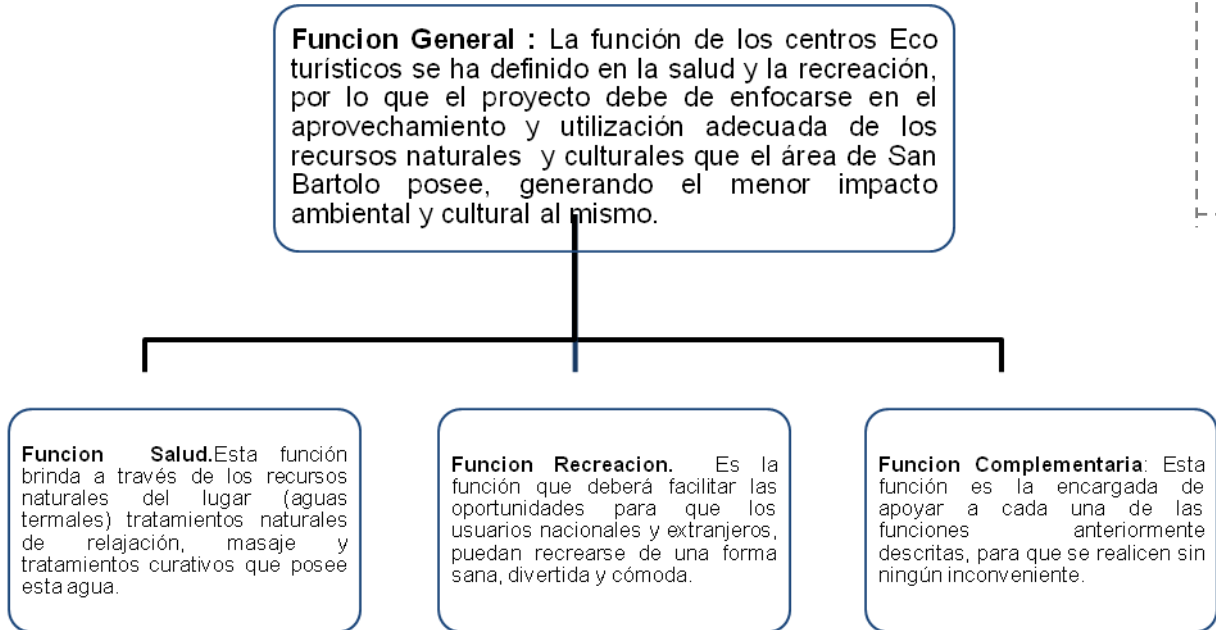 Funcion General : La función de los centros Eco
turísticos se ha definido en la salud y la recreación,
por lo que el proyecto debe de enfocarse en el
aprovechamiento y utilización adecuada de los
recursos naturales y culturales que el área de San
Bartolo posee, generando el menor impacto
ambiental y cultural al mismo.
Funcion Salud.Esta función
brinda a través de los recursos
naturales del lugar (aguas
termales) tratamientos naturales
de relajación, masaje y
tratamientos curativos que posee
esta agua.
Funcion Recreacion. Es la
función que deberá facilitar las
oportunidades para que los
usuarios nacionales y extranjeros,
puedan recrearse de una forma
sana, divertida y cómoda.
Funcion Complementaria: Esta
función es la encargada de
apoyar a cada una de las
funciones anteriormente
descritas, para que se realicen sin
ningún inconveniente.